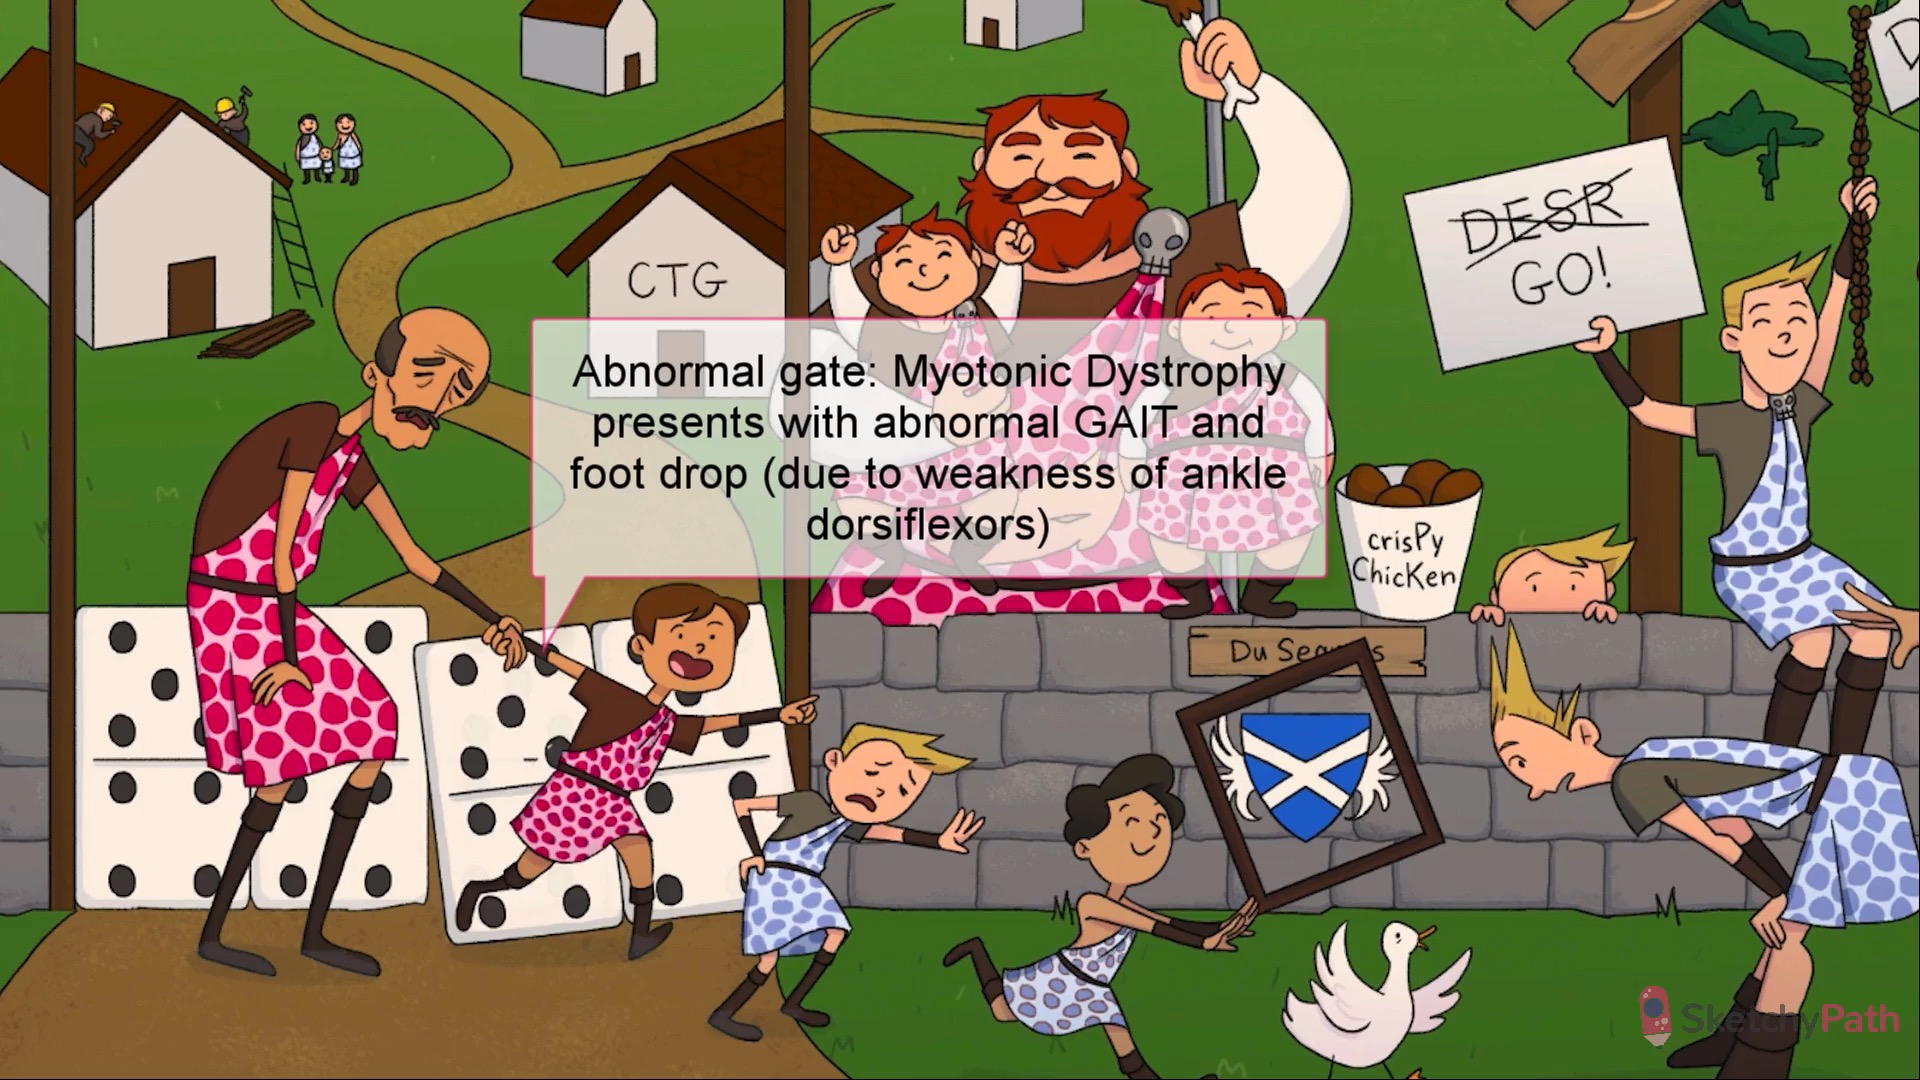 DESR
GO!
CTG
Abnormal gate: Myotonic Dystrophy
presents with abnormal GAIT and
foot drop (due to weakness of ankle
dorsiflexors)
crisPy
ChicKen
Du
SketchyPath